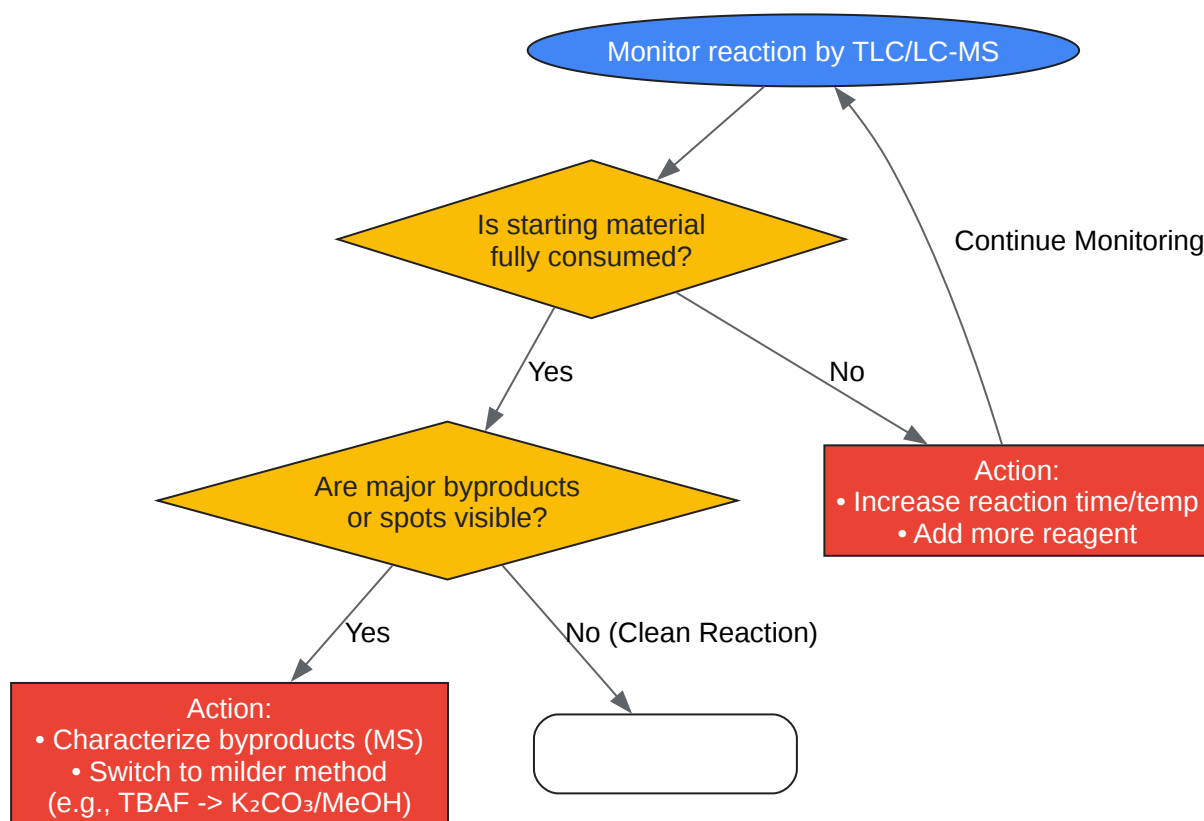 Monitor reaction by TLC/LC-MS
Is starting material
fully consumed?
Continue Monitoring
Yes
No
Are major byproducts
or spots visible?
Action:
• Increase reaction time/temp
• Add more reagent
Yes
No (Clean Reaction)
Action:
• Characterize byproducts (MS)
• Switch to milder method
(e.g., TBAF -> K₂CO₃/MeOH)